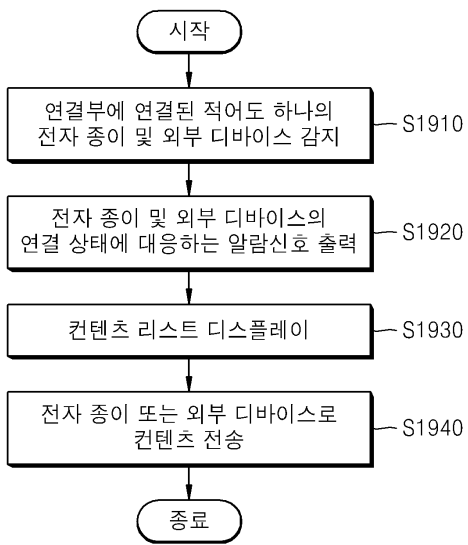 시작
연결부에 연결된 적어도 하나의
전자 종이 및 외부 디바이스 감지
S1910
전자 종이 및 외부 디바이스의
연결 상태에 대응하는 알람신호 출력
S1920
컨텐츠 리스트 디스플레이
S1930
전자 종이 또는 외부 디바이스로
컨텐츠 전송
S1940
종료